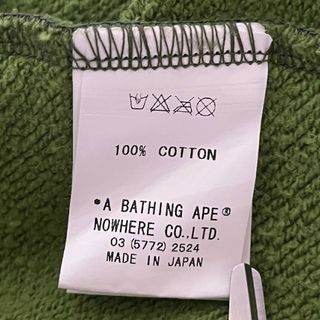 100% COTTON
*A BATHING APE®
NOWHERE CO.,LTD.
03 (5772) 2524
MADE IN JAPAN